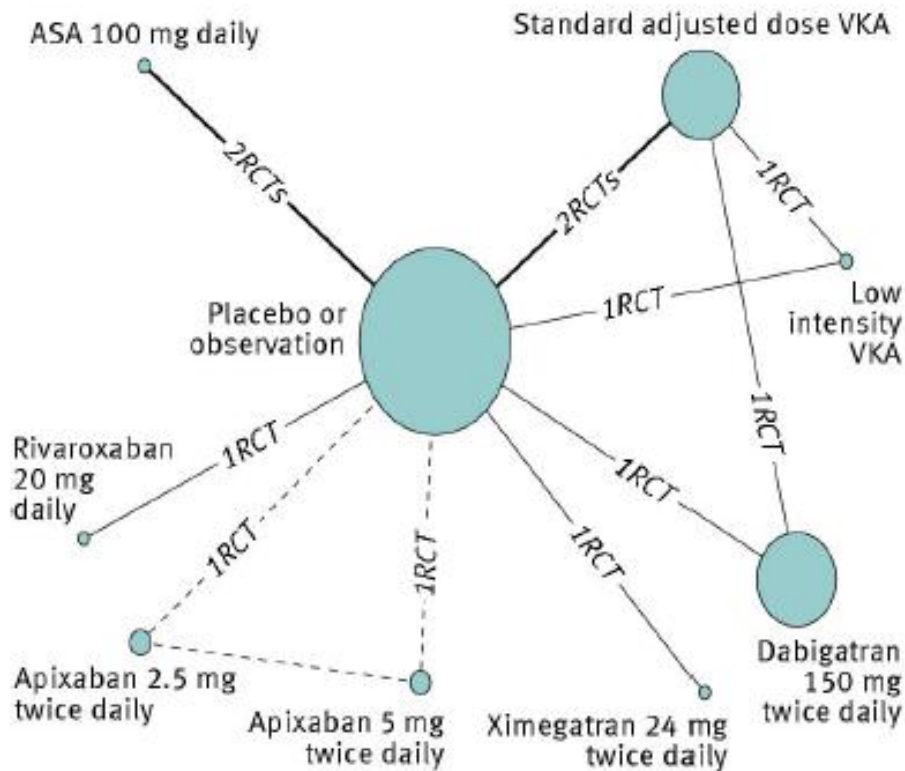 ASA 100 mg daily
Standard adjusted dose VKA
2RCTs
2RCTs
1RCT
Placebo or
observation
1RCT
Low
intensity
VKA
1RCT
Rivaroxaban
20 mg
daily
1RCT
1RCT
1RCT
1RCT
1RCT
Apixaban 2.5 mg
twice daily
Apixaban 5 mg
twice daily
Ximegatran 24 mg
twice daily
Dabigatran
150 mg
twice daily